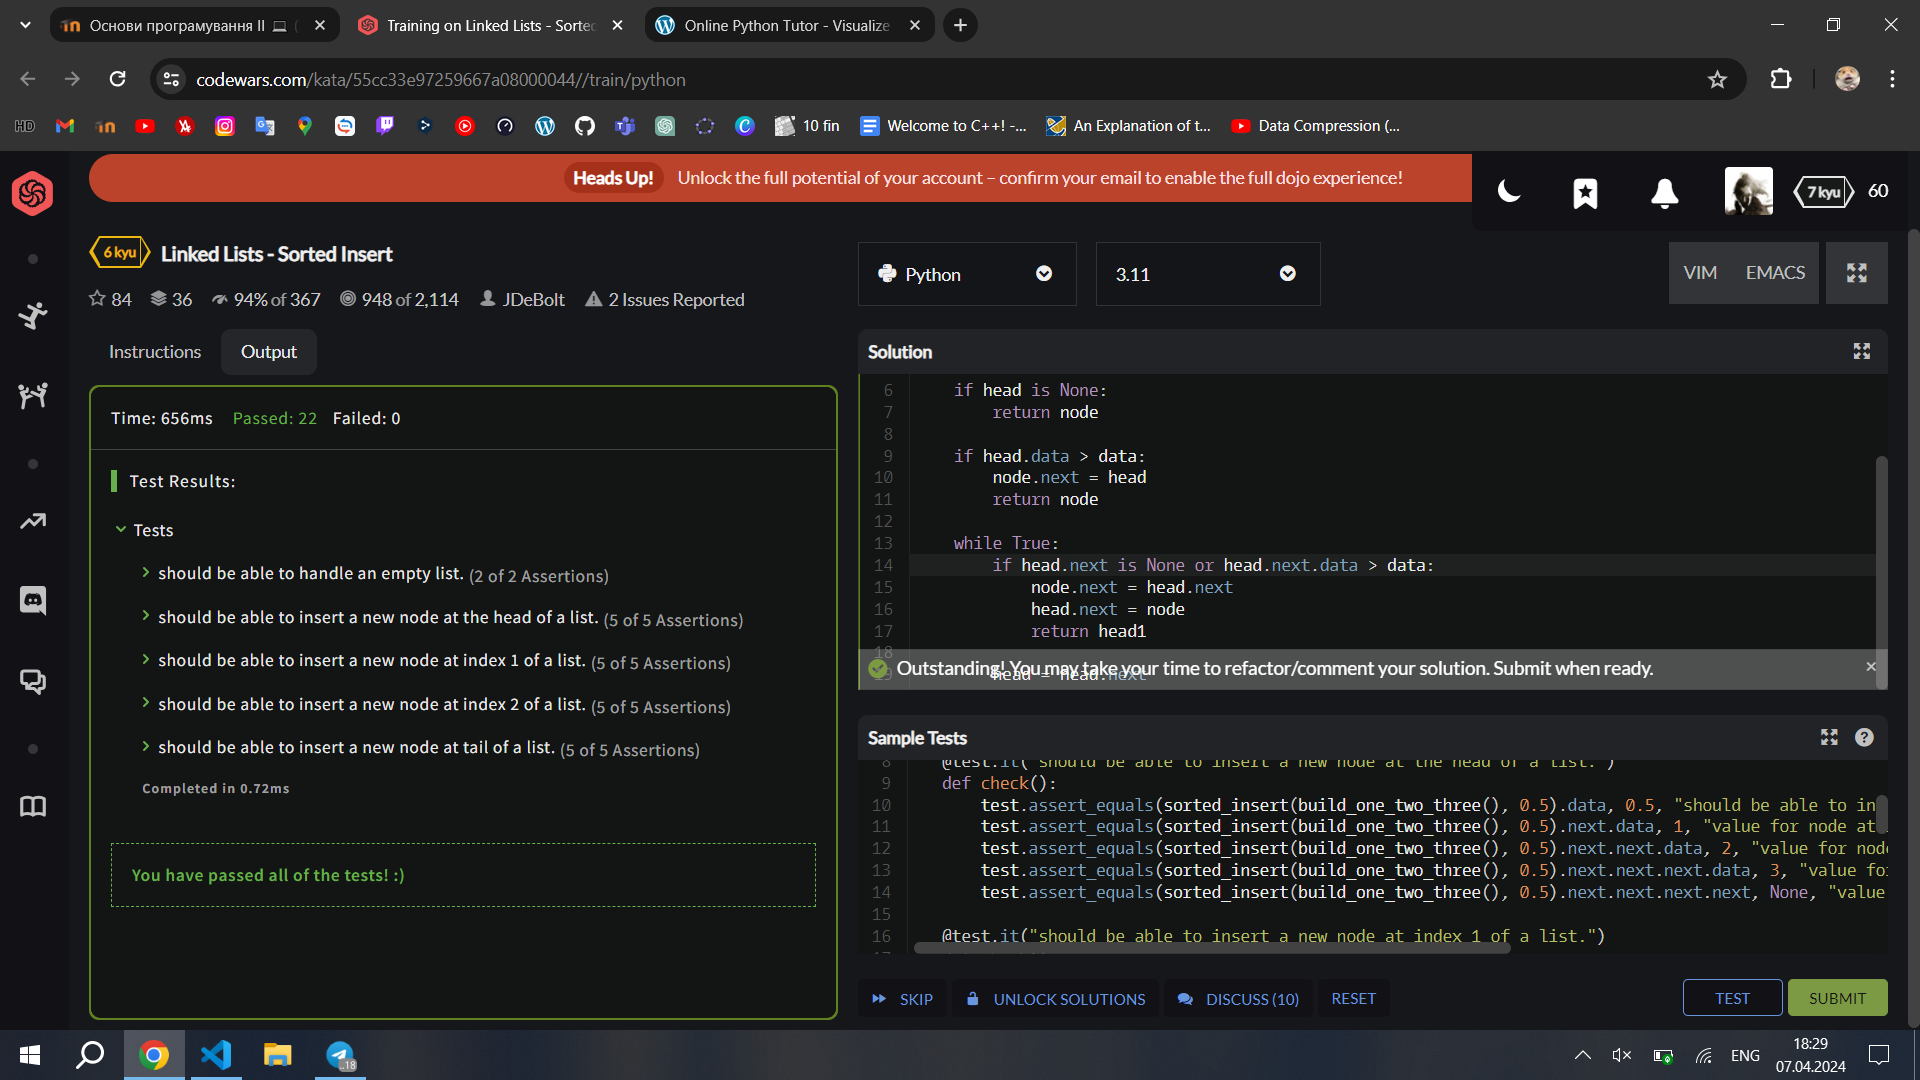 Основи програмування II
Training on Linked Lists - Sorted
Online Python Tutor - Visualize
codewars.com/kata/55cc33e97259667a08000044//train/python
HD
10 fin
Welcome to C++! -...
An Explanation of t...
Data Compression (...
Heads Up! Unlock the full potential of your account – confirm your email to enable the full dojo experience!
7 kyu 60
6 kyu Linked Lists - Sorted Insert
84 36 94% of 367 948 of 2,114 JDeBolt 2 Issues Reported
Python
3.11
VIM EMACS
Instructions Output
Time: 656ms Passed: 22 Failed: 0
Test Results:
Tests
should be able to handle an empty list. (2 of 2 Assertions)
should be able to insert a new node at the head of a list. (5 of 5 Assertions)
should be able to insert a new node at index 1 of a list. (5 of 5 Assertions)
should be able to insert a new node at index 2 of a list. (5 of 5 Assertions)
should be able to insert a new node at tail of a list. (5 of 5 Assertions)
Completed in 0.72ms
You have passed all of the tests! :)
Solution
6 if head is None:
7 return node
8
9 if head.data > data:
10 node.next = head
11 return node
12
13 while True:
14 if head.next is None or head.next.data > data:
15 node.next = head.next
16 head.next = node
17 return head1
18
19 head = head.next
Outstanding! You may take your time to refactor/comment your solution. Submit when ready.
Sample Tests
8 @test.it("should be able to insert a new node at the head of a list.")
9 def check():
10 test.assert_equals(sorted_insert(build_one_two_three(), 0.5).data, 0.5, "should be able to in
11 test.assert_equals(sorted_insert(build_one_two_three(), 0.5).next.data, 1, "value for node at
12 test.assert_equals(sorted_insert(build_one_two_three(), 0.5).next.next.data, 2, "value for node
13 test.assert_equals(sorted_insert(build_one_two_three(), 0.5).next.next.next.data, 3, "value fo
14 test.assert_equals(sorted_insert(build_one_two_three(), 0.5).next.next.next.next, None, "value
15
16 @test.it("should be able to insert a new node at index 1 of a list.")
SKIP UNLOCK SOLUTIONS DISCUSS (10) RESET
TEST SUBMIT
..18
ENG
18:29
07.04.2024